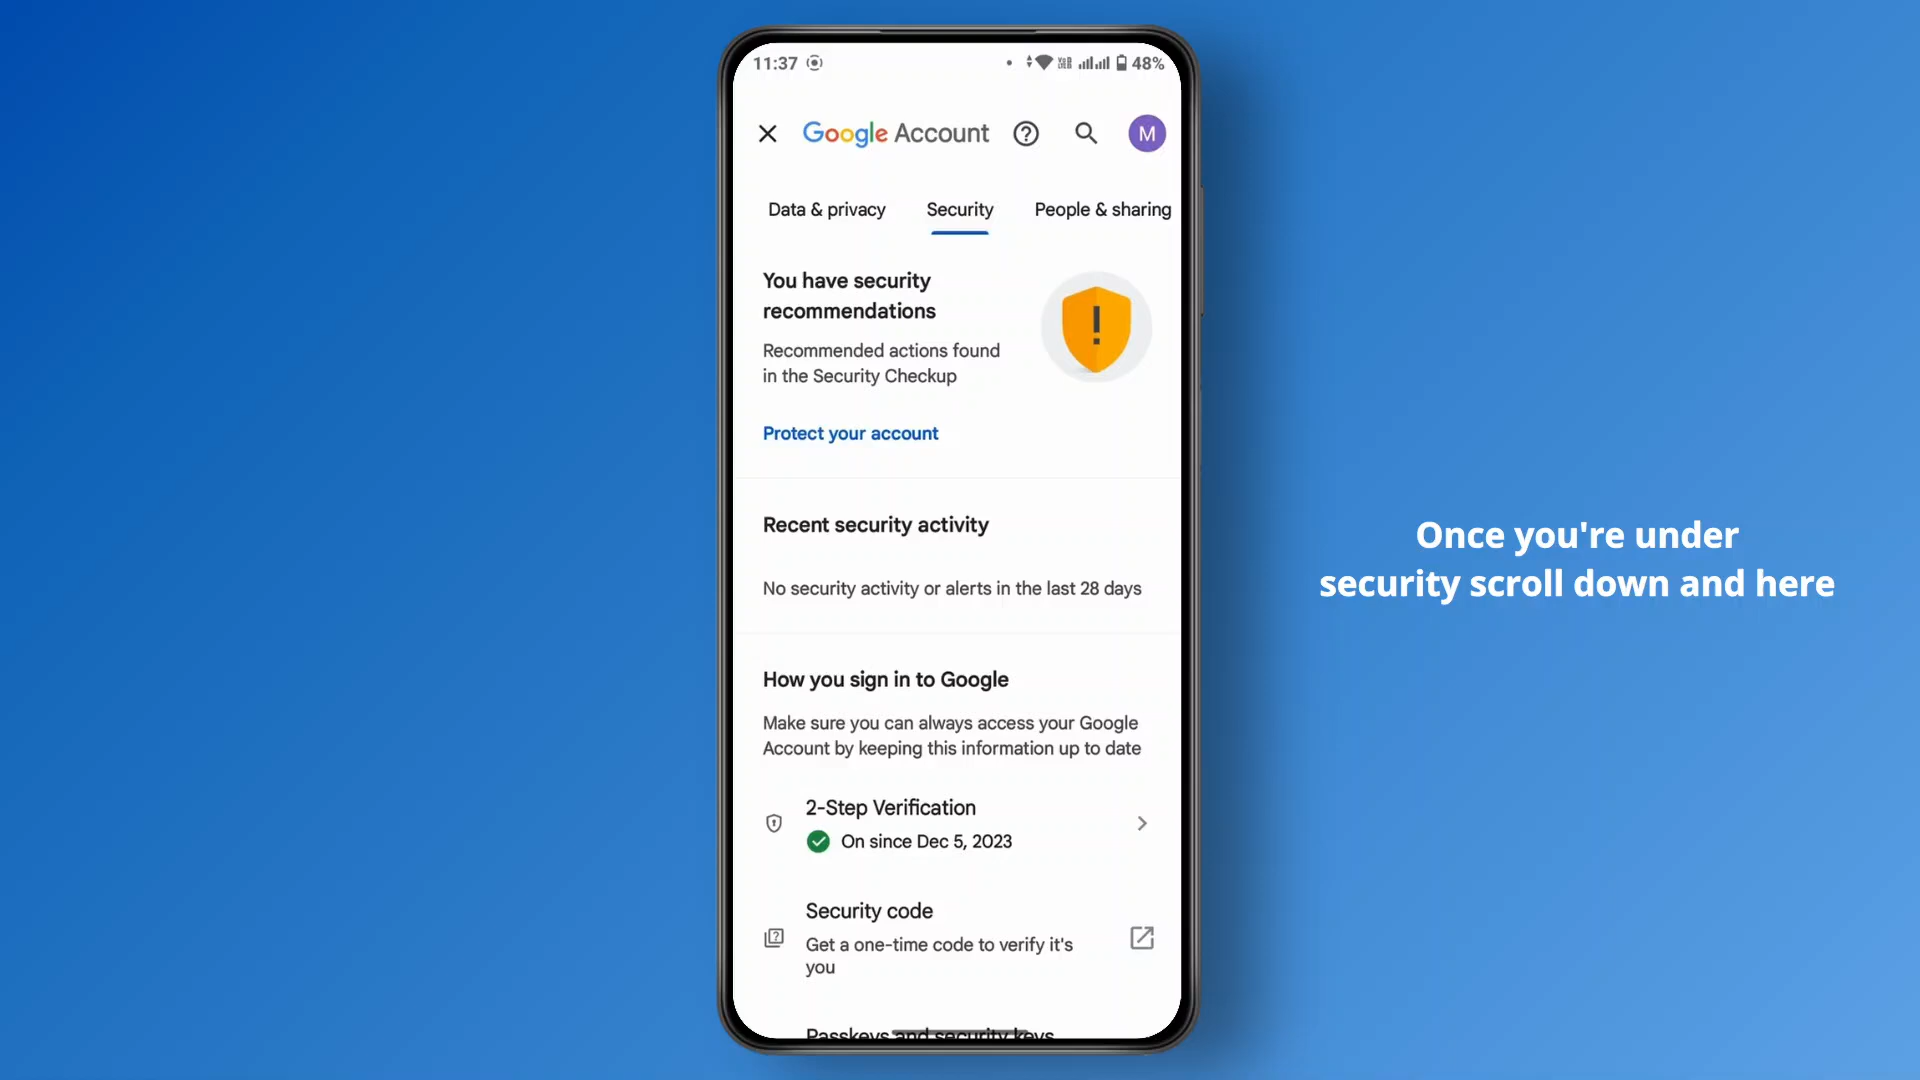 11:37
48%
Google Account
M
Data & privacy
Security
People & sharing
You have security
recommendations
Recommended actions found
in the Security Checkup
Protect your account
Recent security activity
No security activity or alerts in the last 28 days
How you sign in to Google
Make sure you can always access your Google
Account by keeping this information up to date
2-Step Verification
On since Dec 5, 2023
Security code
Get a one-time code to verify it's
you
Passkeys and security keys
Once you're under
security scroll down and here